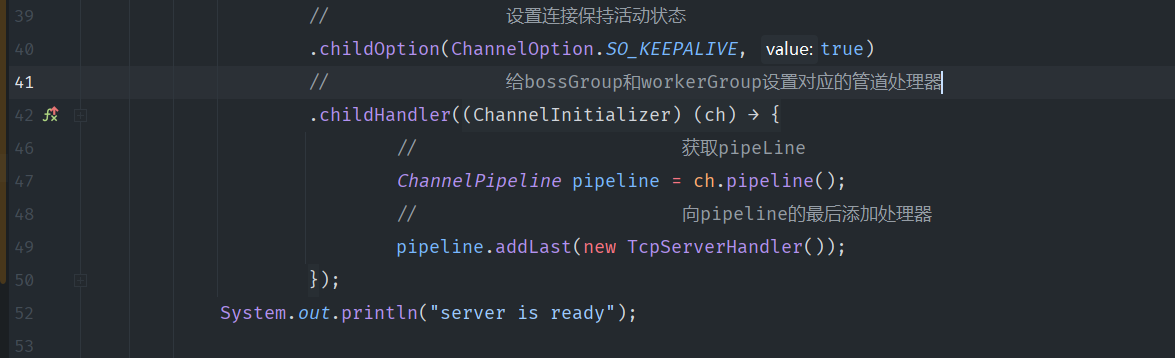 39 // 设置连接保持活动状态
40 .childOption(ChannelOption.SO_KEEPALIVE, value: true)
41 // 给bossGroup和workerGroup设置对应的管道处理器
42 .childHandler((ChannelInitializer) (ch) → {
46 // 获取pipeLine
47 ChannelPipeline pipeline = ch.pipeline();
48 // 向pipeline的最后添加处理器
49 pipeline.addLast(new TcpServerHandler());
50 });
52 System.out.println("server is ready");
53